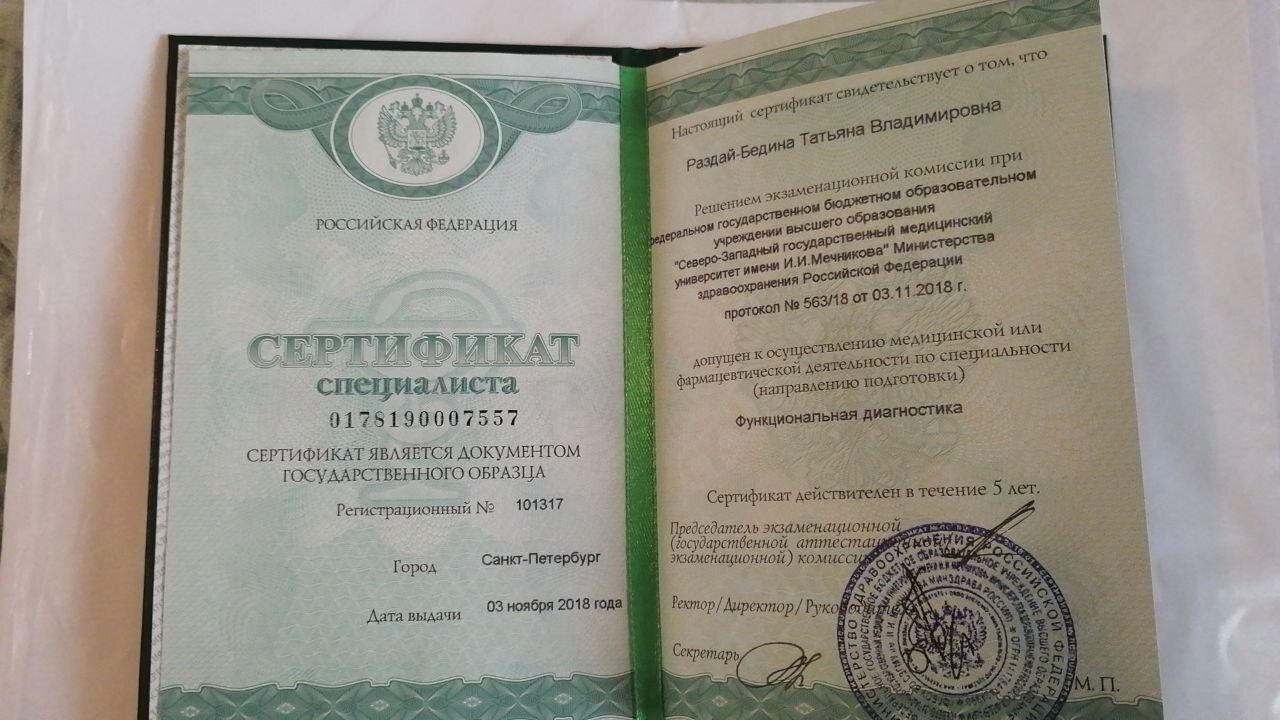 РОССИЙСКАЯ ФЕДЕРАЦИЯ
СЕРТИФИКАТ
специалиста
0178190007557
СЕРТИФИКАТ ЯВЛЯЕТСЯ ДОКУМЕНТОМ
ГОСУДАРСТВЕННОГО ОБРАЗЦА
Регистрационный № 101317
Город Санкт-Петербург
Дата выдачи 03 ноября 2018 года
Настоящий сертификат свидетельствует о том, что
Раздай-Бедина Татьяна Владимировна
Решением экзаменационной комиссии при
федеральном государственном бюджетном образовательном
учреждении высшего образования
"Северо-Западный государственный медицинский
университет имени И.И.Мечникова" Министерства
здравоохранения Российской Федерации
протокол № 563/18 от 03.11.2018 г.
допущен к осуществлению медицинской или
фармацевтической деятельности по специальности
(направлению подготовки)
Функциональная диагностика
Сертификат действителен в течение 5 лет.
Председатель экзаменационной
(государственной аттестационной
экзаменационной) комиссии
Ректор/Директор/Руководитель
Секретарь
М. П.